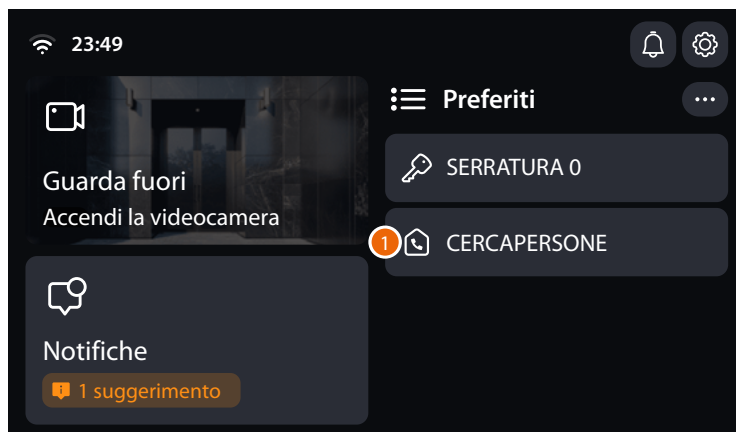 23:49
Guarda fuori
Accendi la videocamera
Notifiche
1 suggerimento
Preferiti
SERRATURA 0
1 CERCAPERSONE